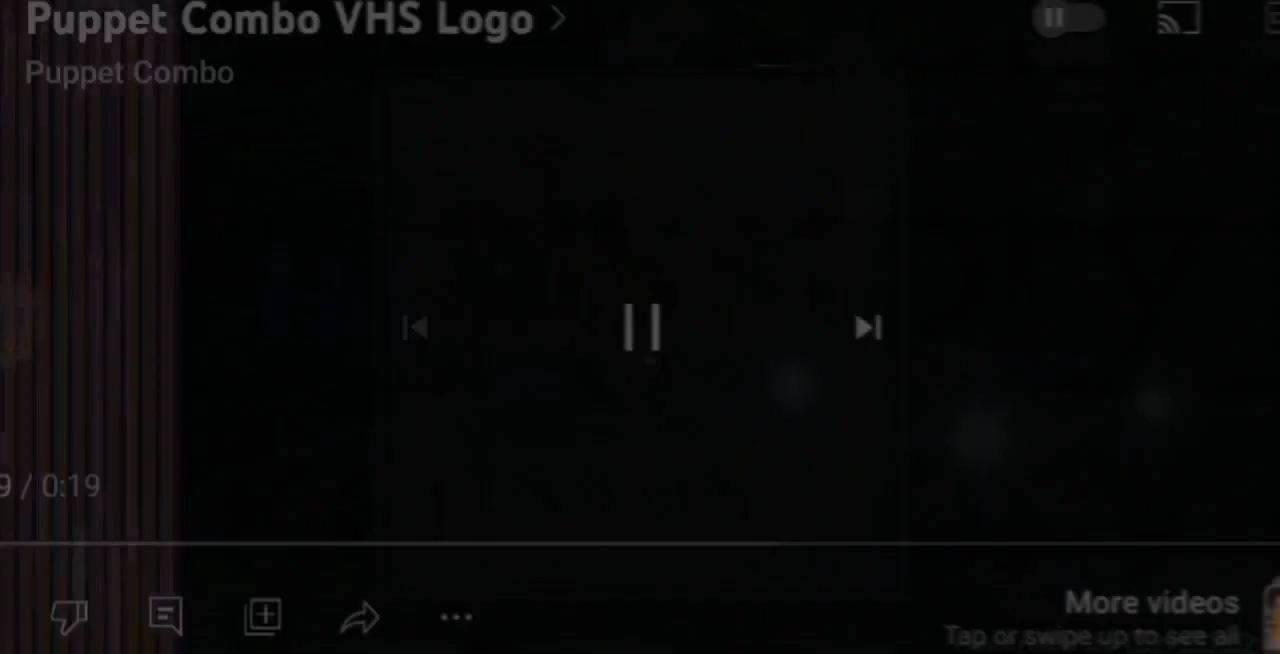 Puppet Combo VHS Logo
Puppet Combo
9 / 0:19
More videos
Tap or swipe up to see all